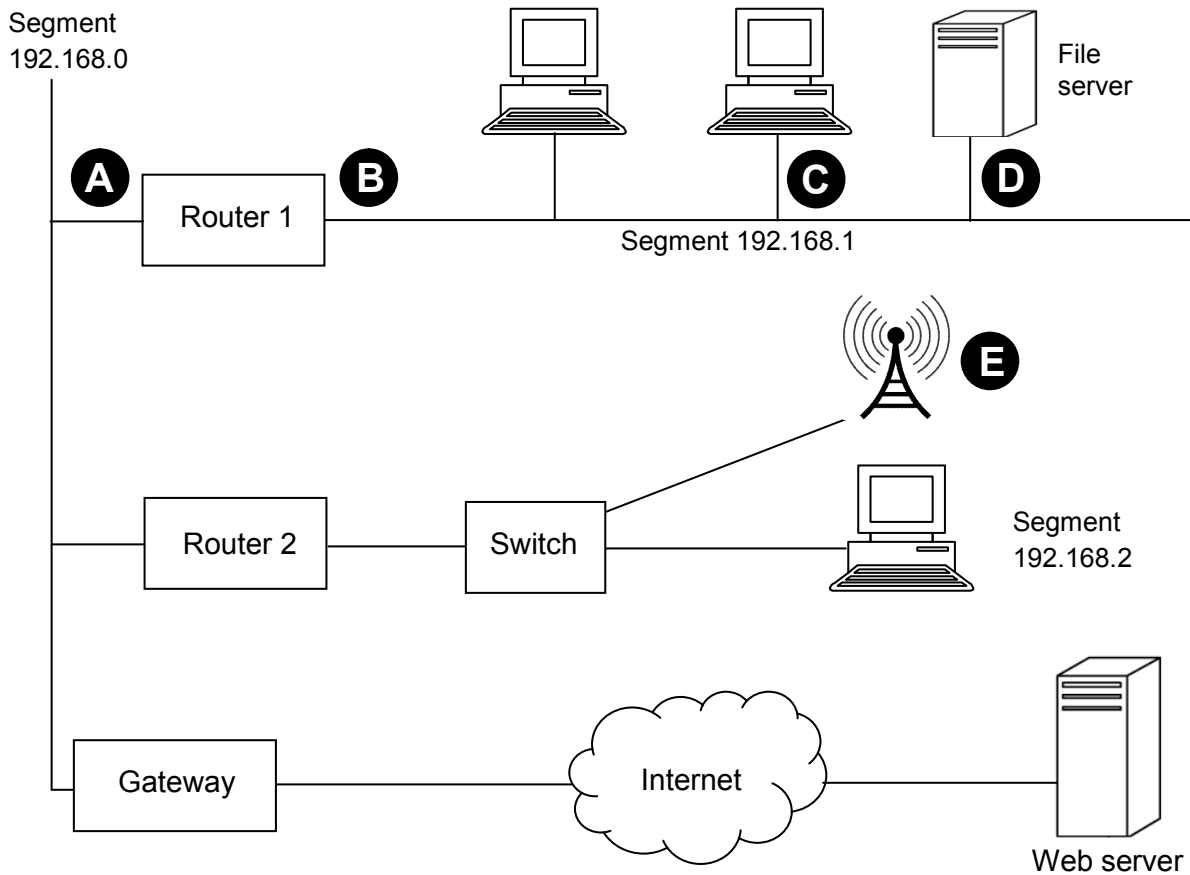 Segment
192.168.0
File
server
A
B
C
D
Router 1
Segment 192.168.1
E
Router 2
Switch
Segment
192.168.2
Gateway
Internet
Web server